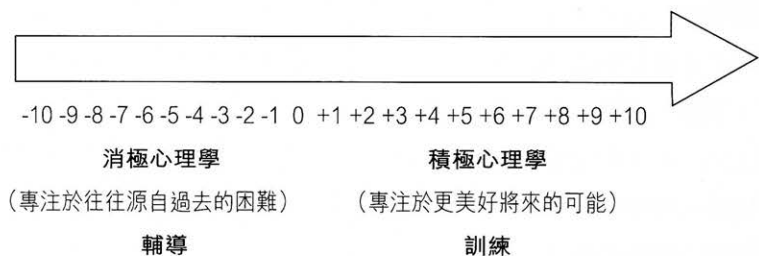 -10 -9 -8 -7 -6 -5 -4 -3 -2 -1 0 +1 +2 +3 +4 +5 +6 +7 +8 +9 +10
消極心理學 積極心理學
（專注於往往源自過去的困難） （專注於更美好將來的可能）
輔導 訓練